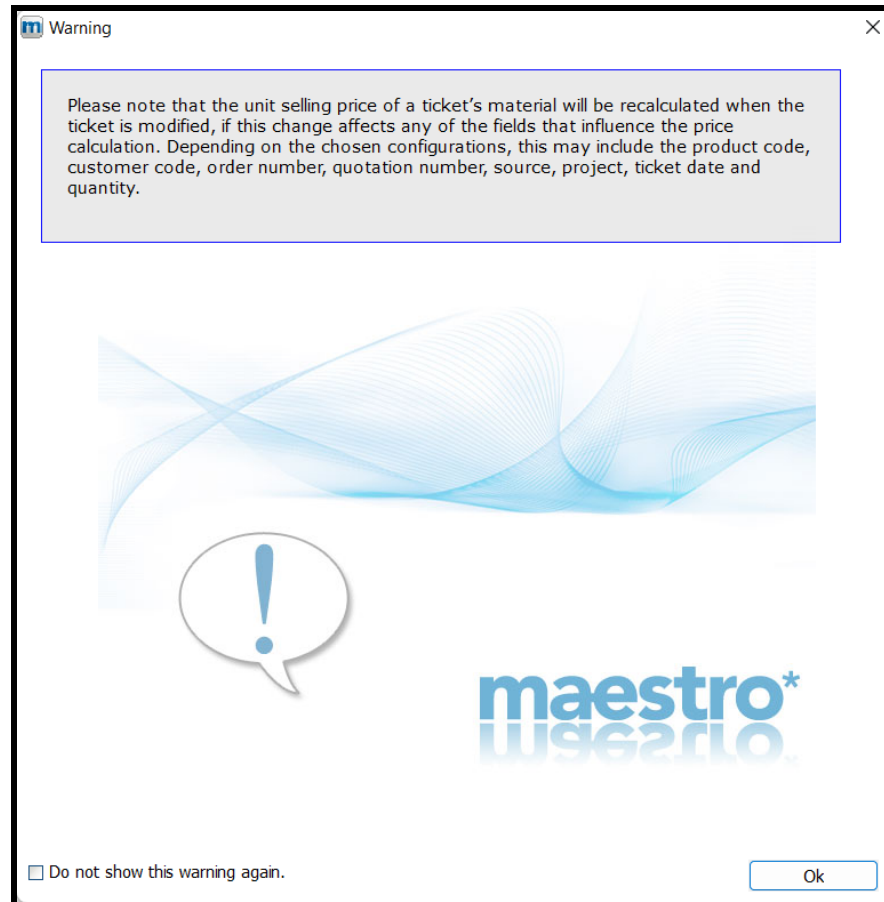 m Warning
Please note that the unit selling price of a ticket's material will be recalculated when the
ticket is modified, if this change affects any of the fields that influence the price
calculation. Depending on the chosen configurations, this may include the product code,
customer code, order number, quotation number, source, project, ticket date and
quantity.
!
maestro*
Do not show this warning again.
Ok